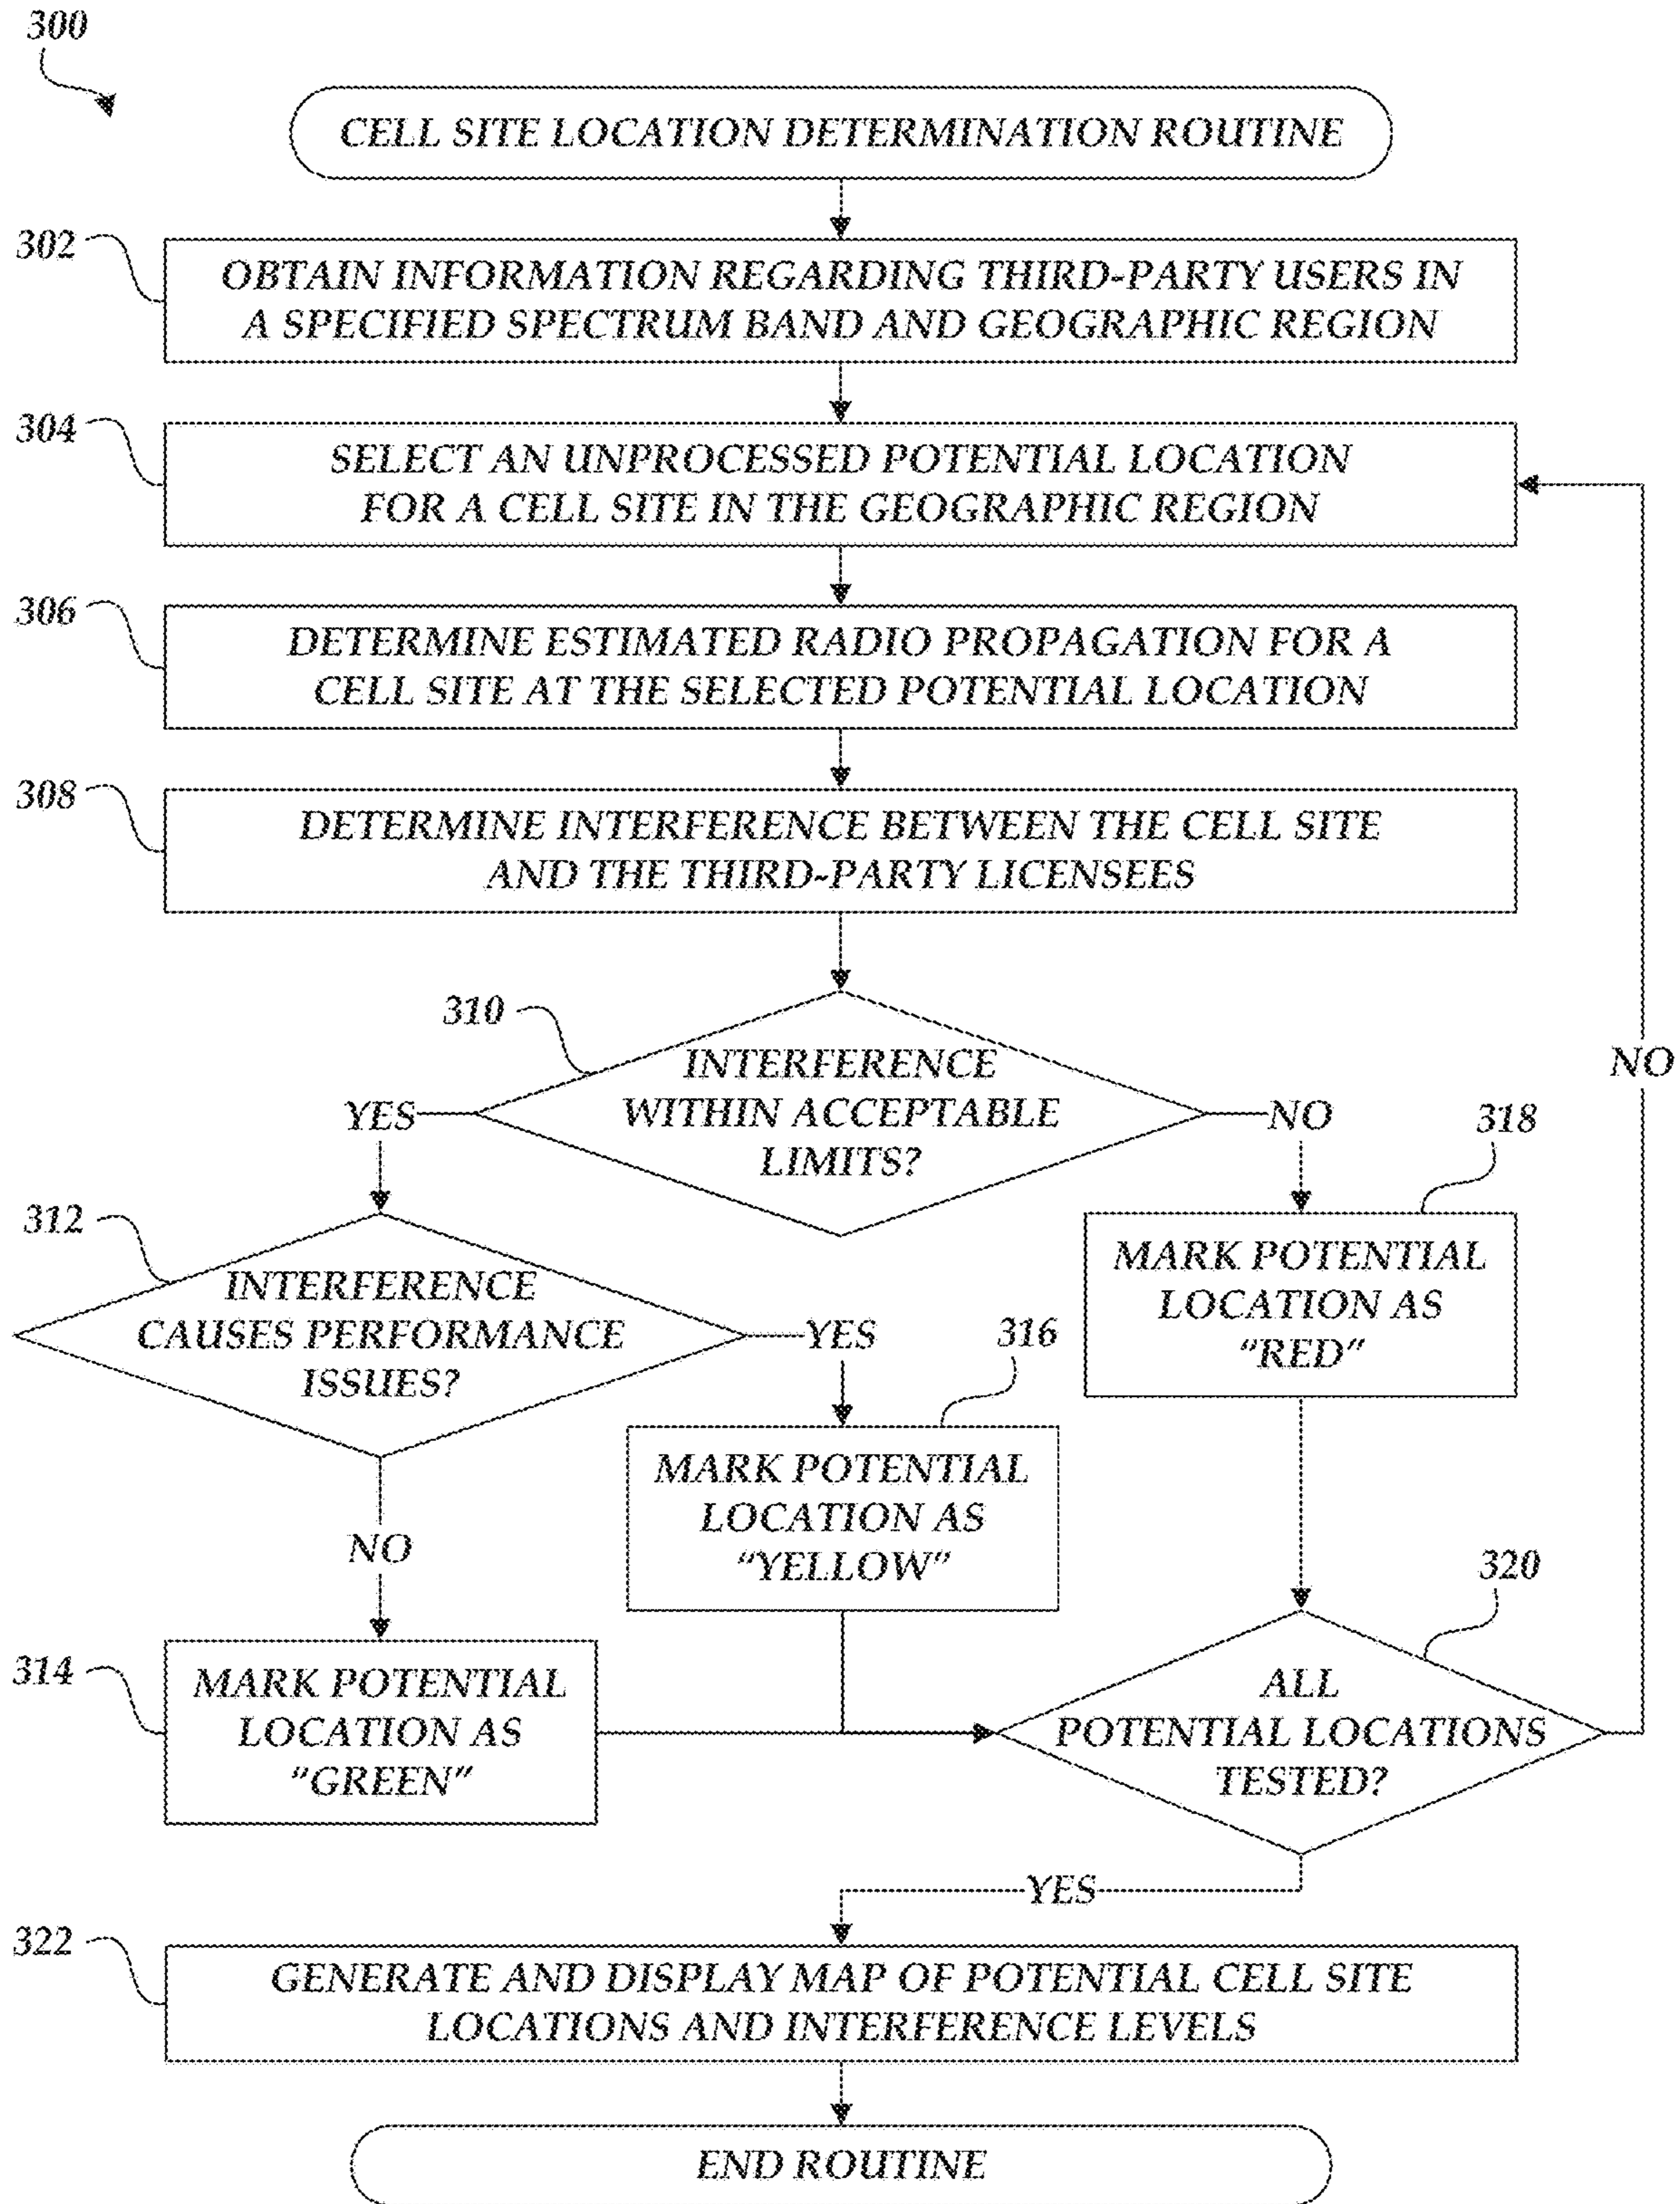 300
CELL SITE LOCATION DETERMINATION ROUTINE
302
OBTAIN INFORMATION REGARDING THIRD-PARTY USERS IN
A SPECIFIED SPECTRUM BAND AND GEOGRAPHIC REGION
304
SELECT AN UNPROCESSED POTENTIAL LOCATION
FOR A CELL SITE IN THE GEOGRAPHIC REGION
306
DETERMINE ESTIMATED RADIO PROPAGATION FOR A
CELL SITE AT THE SELECTED POTENTIAL LOCATION
308
DETERMINE INTERFERENCE BETWEEN THE CELL SITE
AND THE THIRD-PARTY LICENSEES
310
INTERFERENCE
WITHIN ACCEPTABLE
LIMITS?
YES
NO
NO
318
MARK POTENTIAL
LOCATION AS
"RED"
312
INTERFERENCE
CAUSES PERFORMANCE
ISSUES?
YES
316
MARK POTENTIAL
LOCATION AS
"YELLOW"
NO
314
MARK POTENTIAL
LOCATION AS
"GREEN"
320
ALL
POTENTIAL LOCATIONS
TESTED?
YES
322
GENERATE AND DISPLAY MAP OF POTENTIAL CELL SITE
LOCATIONS AND INTERFERENCE LEVELS
END ROUTINE